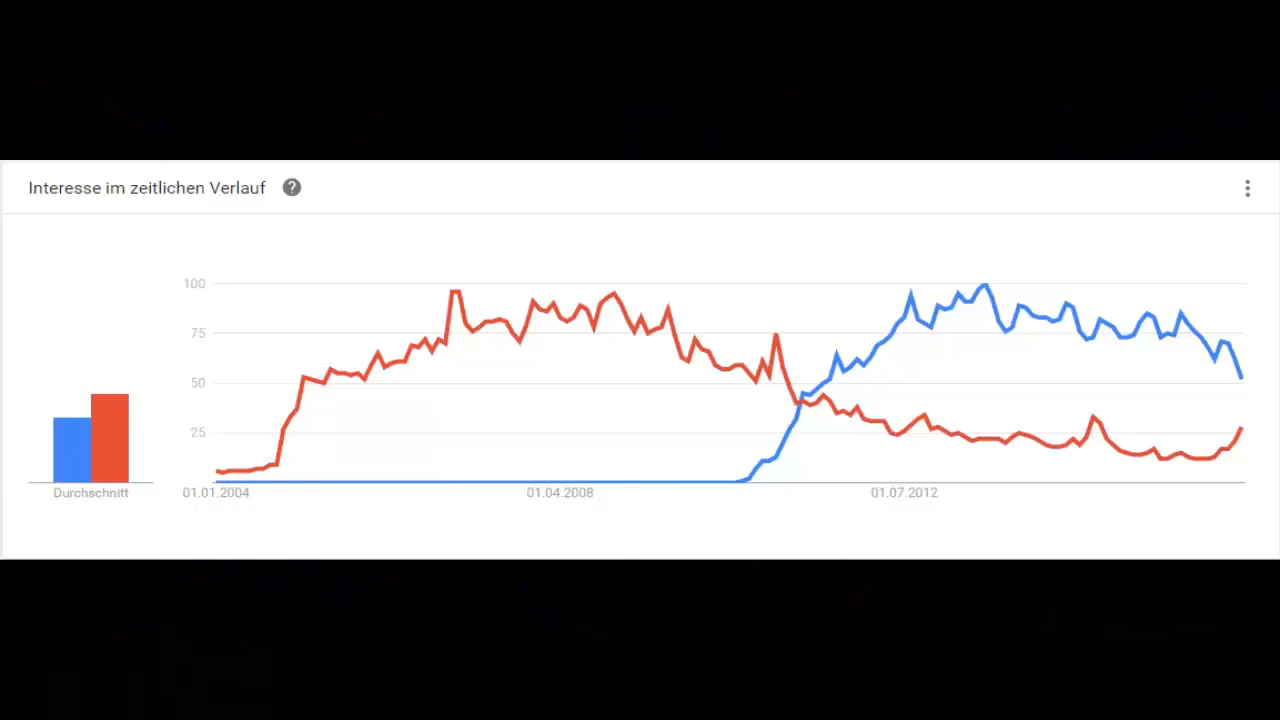 Interesse im zeitlichen Verlauf ?
100
75
50
25
Durchschnitt
01.01.2004 01.04.2008 01.07.2012